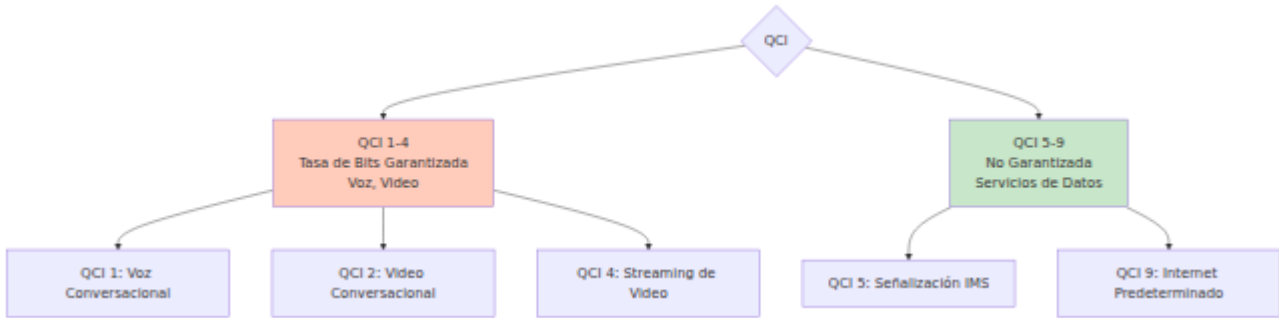 QCI
QCI 1-4
Tasa de Bits Garantizada
Voz, Video
QCI 5-9
No Garantizada
Servicios de Datos
QCI 1: Voz
Conversacional
QCI 2: Video
Conversacional
QCI 4: Streaming de
Video
QCI 5: Señalización IMS
QCI 9: Internet
Predeterminado